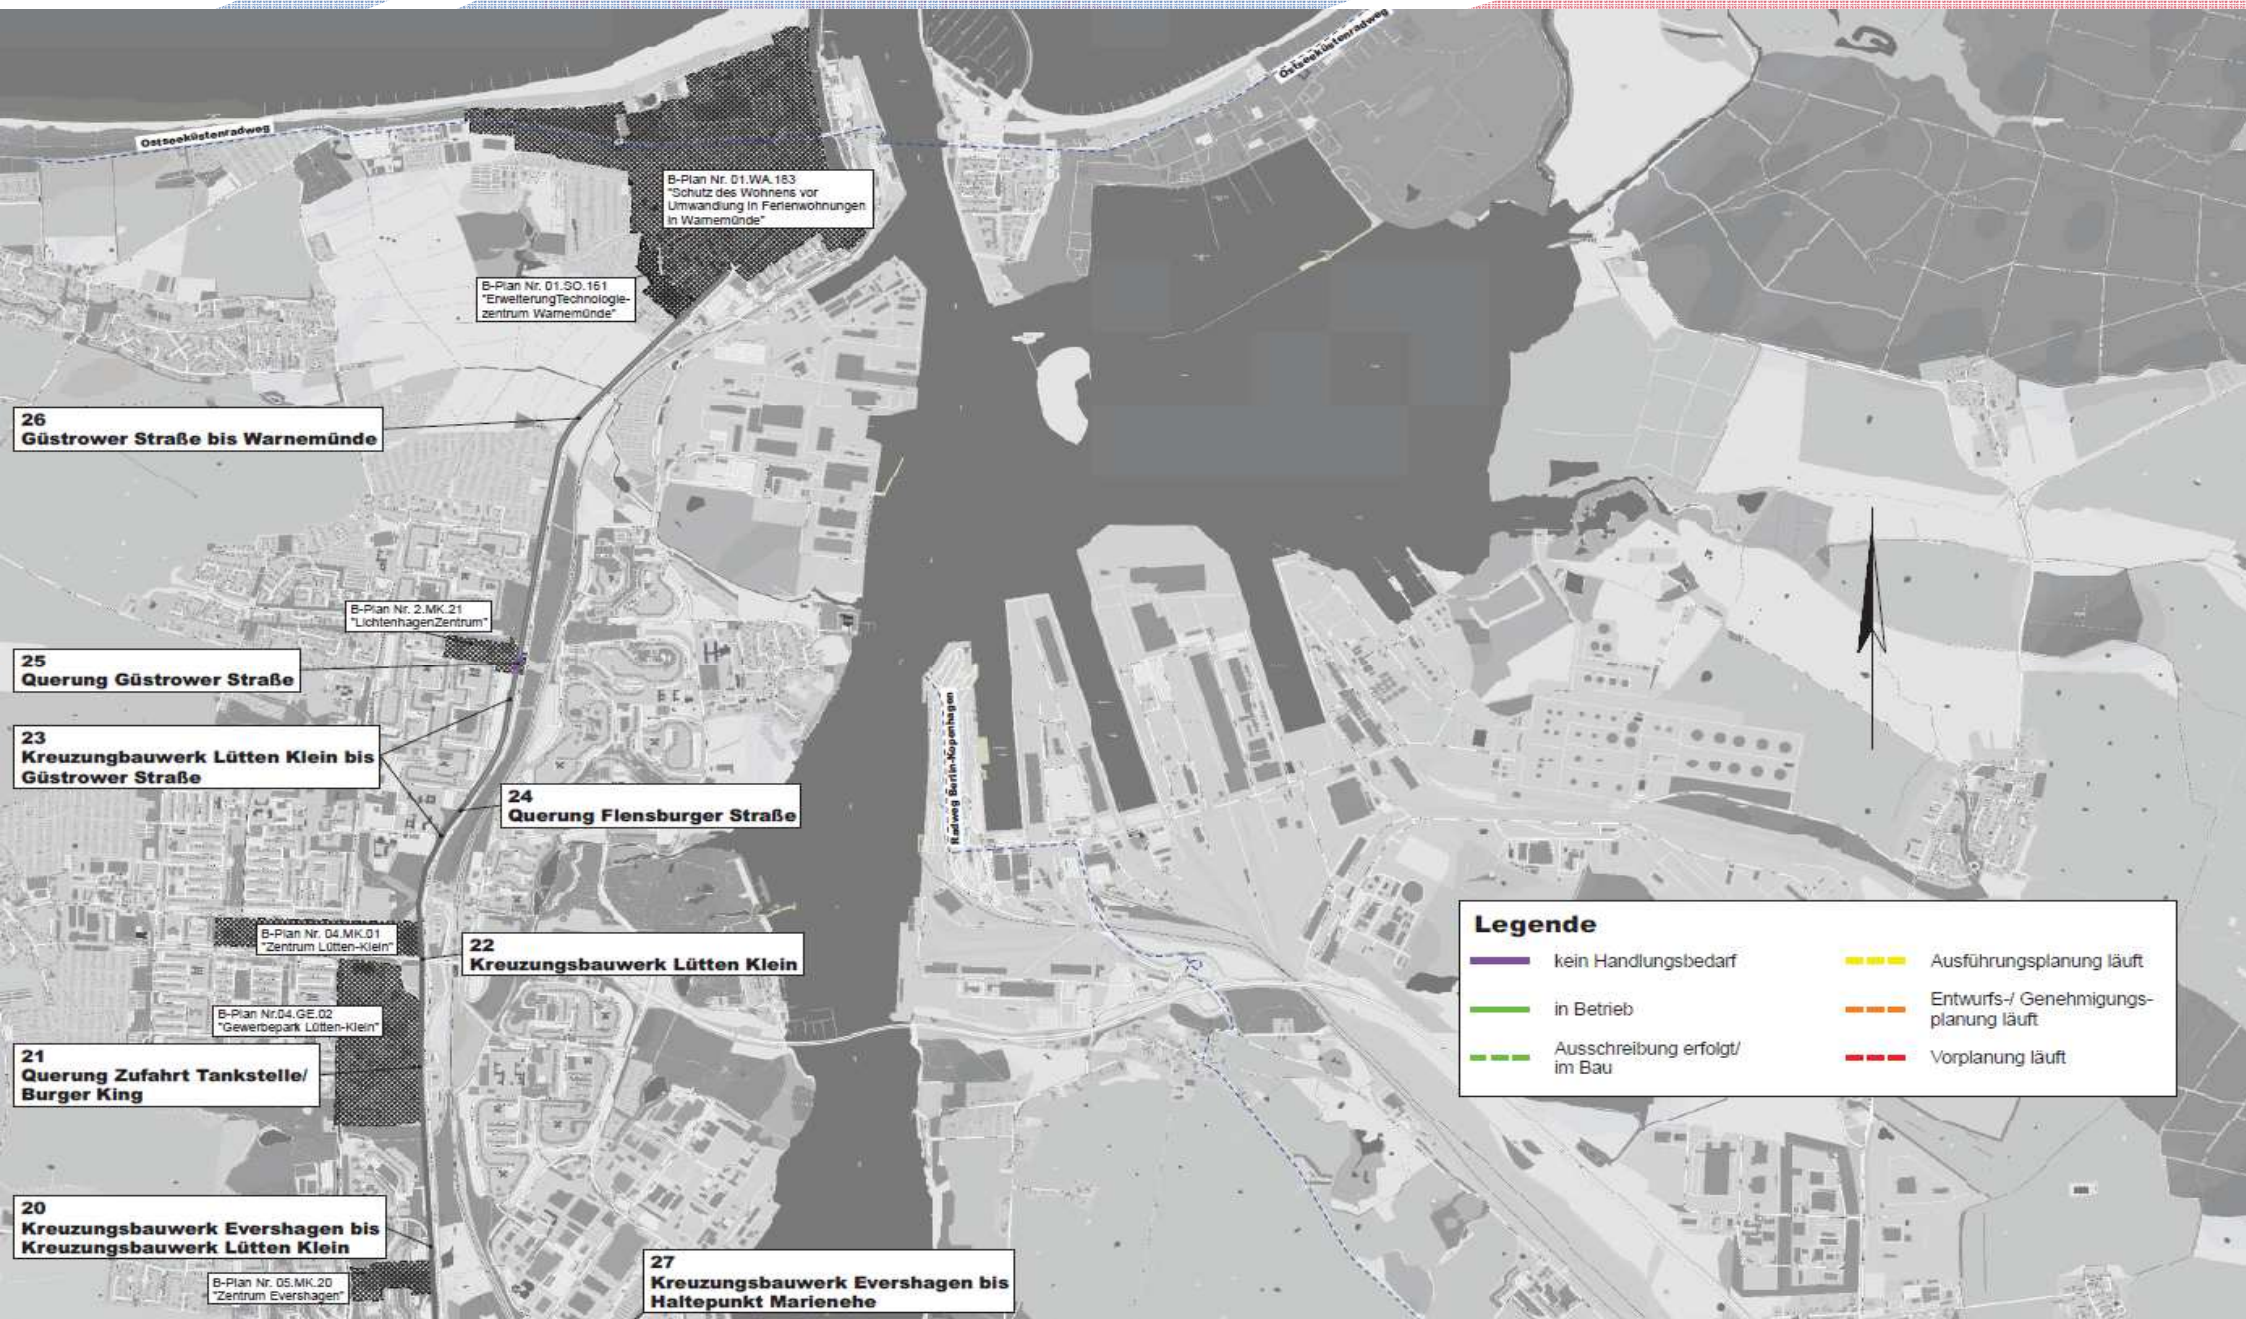 Ostseeküstenradweg
Ostseeküstenradweg
B-Plan Nr. 01.WA.183
"Schutz des Wohnens vor
Umwandlung in Ferienwohnungen
in Warnemünde"
B-Plan Nr. 01.SO.161
"ErweiterungTechnologie-
zentrum Warnemünde"
26
Güstrower Straße bis Warnemünde
B-Plan Nr. 2.MK.21
"LichtenhagenZentrum"
25
Querung Güstrower Straße
23
Kreuzungbauwerk Lütten Klein bis
Güstrower Straße
24
Querung Flensburger Straße
Radweg Berlin-Kopenhagen
B-Plan Nr. 04.MK.01
"Zentrum Lütten-Klein"
22
Kreuzungsbauwerk Lütten Klein
B-Plan Nr.04.GE.02
"Gewerbepark Lütten-Klein"
21
Querung Zufahrt Tankstelle/
Burger King
20
Kreuzungsbauwerk Evershagen bis
Kreuzungsbauwerk Lütten Klein
B-Plan Nr. 05.MK.20
"Zentrum Evershagen"
27
Kreuzungsbauwerk Evershagen bis
Haltepunkt Marienehe
Legende
kein Handlungsbedarf
in Betrieb
Ausschreibung erfolgt/
im Bau
Ausführungsplanung läuft
Entwurfs-/ Genehmigungs-
planung läuft
Vorplanung läuft